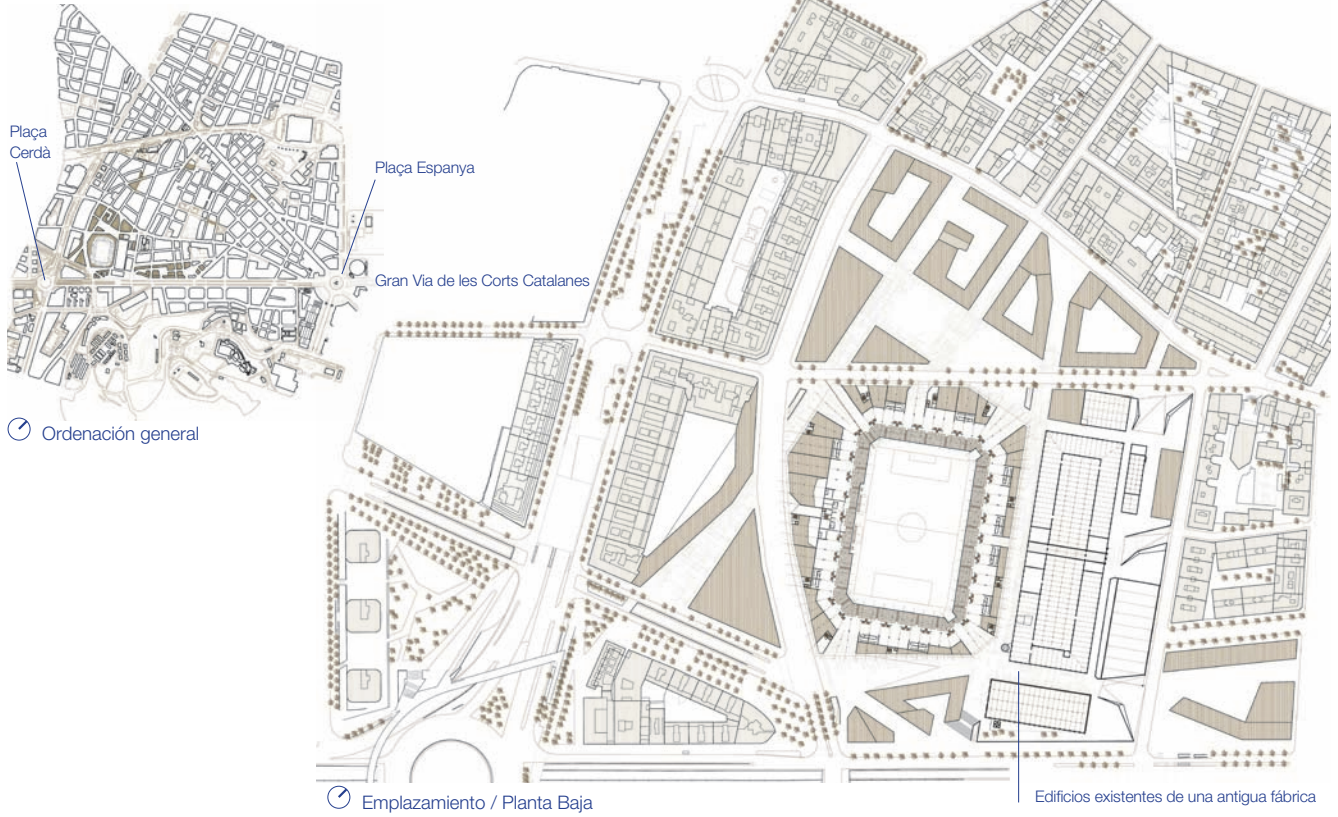 Plaça
Cerdà
Plaça Espanya
Gran Via de les Corts Catalanes
Ordenación general
Emplazamiento / Planta Baja
Edificios existentes de una antigua fábrica